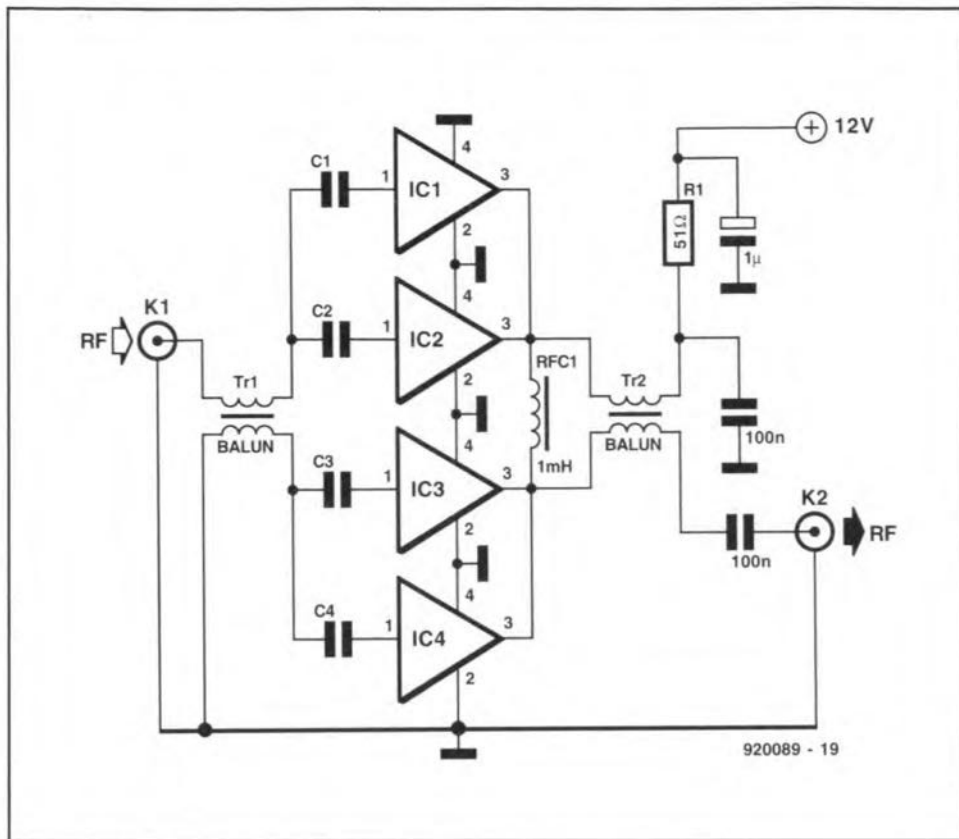 12V
4
C1
1
IC1
3
R1
51Ω
1µ
2
4
C2
1
IC2
3
K1
RF
RFC1
Tr1
Tr2
2
BALUN
4
1mH
BALUN
100n
C3
1
IC3
3
K2
2
RF
100n
4
C4
1
IC4
3
2
920089 - 19